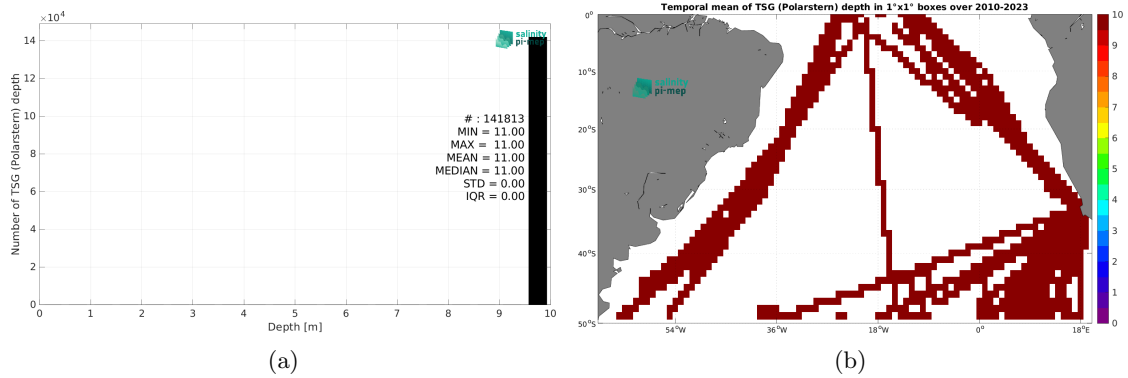 ×10⁴
14
12
10
8
6
4
2
0
Number of TSG (Polarstern) depth
salinity
pi-mep
# : 141813
MIN = 11.00
MAX = 11.00
MEAN = 11.00
MEDIAN = 11.00
STD = 0.00
IQR = 0.00
0 1 2 3 4 5 6 7 8 9 10
Depth [m]
(a)
Temporal mean of TSG (Polarstern) depth in 1°x1° boxes over 2010-2023
0°
10°S
20°S
30°S
40°S
50°S
salinity
pi-mep
54°W 36°W 18°W 0° 18°E
10
9
8
7
6
5
4
3
2
1
0
(b)